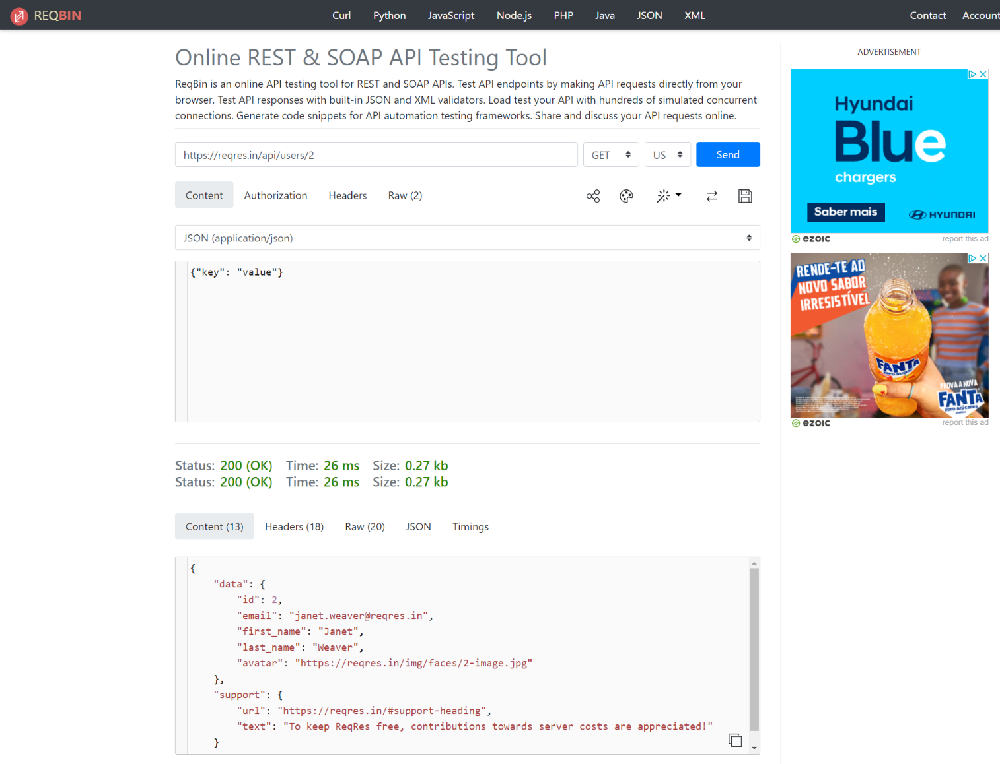 REQBIN
Curl Python JavaScript Node.js PHP Java JSON XML
Contact Account
Online REST & SOAP API Testing Tool
ReqBin is an online API testing tool for REST and SOAP APIs. Test API endpoints by making API requests directly from your
browser. Test API responses with built-in JSON and XML validators. Load test your API with hundreds of simulated concurrent
connections. Generate code snippets for API automation testing frameworks. Share and discuss your API requests online.
https://reqres.in/api/users/2 GET US Send
Content Authorization Headers Raw (2)
JSON (application/json)
{"key": "value"}
Status: 200 (OK) Time: 26 ms Size: 0.27 kb
Status: 200 (OK) Time: 26 ms Size: 0.27 kb
Content (13) Headers (18) Raw (20) JSON Timings
{
"data": {
"id": 2,
"email": "janet.weaver@reqres.in",
"first_name": "Janet",
"last_name": "Weaver",
"avatar": "https://reqres.in/img/faces/2-image.jpg"
},
"support": {
"url": "https://reqres.in/#support-heading",
"text": "To keep ReqRes free, contributions towards server costs are appreciated!"
}
ADVERTISEMENT
Hyundai
Blue
chargers
Saber mais
HYUNDAI
ezoic report this ad
RENDE-TE AO
NOVO SABOR
IRRESISTÍVEL
FANTA
zero sugar
PROVA A NOVA
FANTA
zero azúcares
ezoic report this ad